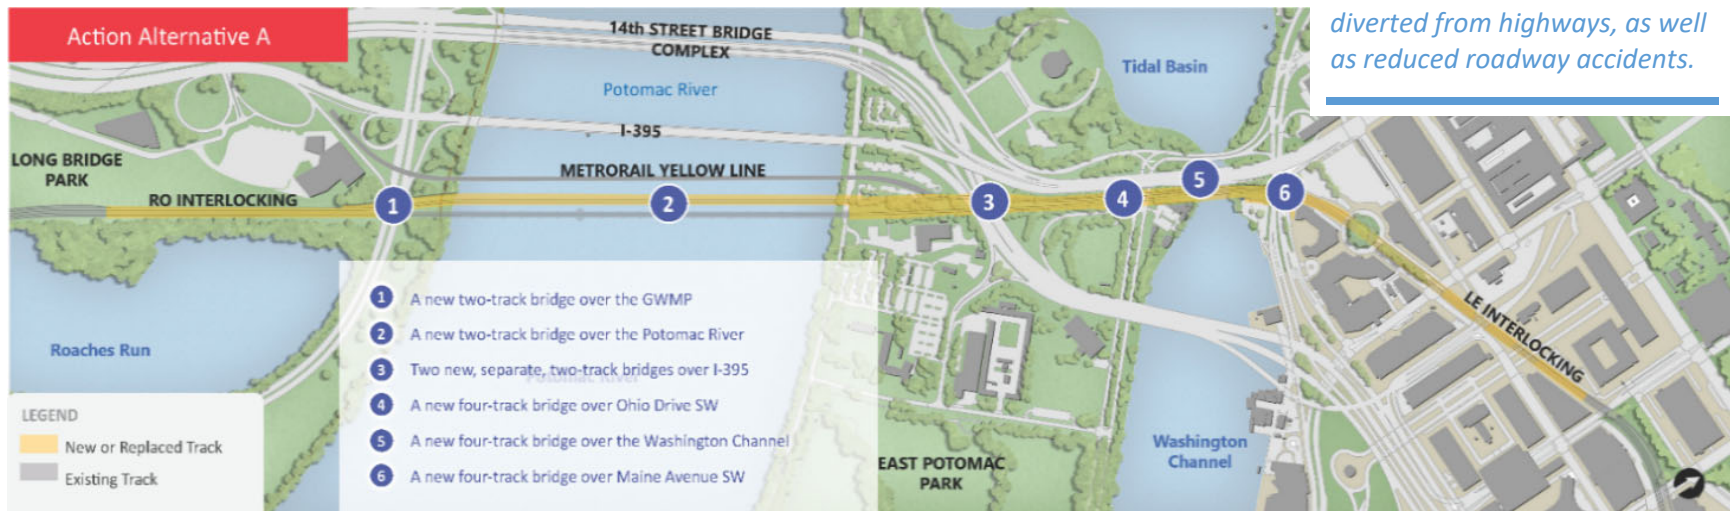 Action Alternative A
14th STREET BRIDGE
COMPLEX
Potomac River
I-395
METRORAIL YELLOW LINE
LONG BRIDGE
PARK
RO INTERLOCKING
Tidal Basin
diverted from highways, as well
as reduced roadway accidents.
1
2
3
4
5
6
LE INTERLOCKING
Roaches Run
1 A new two-track bridge over the GWMP
2 A new two-track bridge over the Potomac River
3 Two new, separate, two-track bridges over I-395
Potomac River
4 A new four-track bridge over Ohio Drive SW
5 A new four-track bridge over the Washington Channel
6 A new four-track bridge over Maine Avenue SW
LEGEND
New or Replaced Track
Existing Track
EAST POTOMAC
PARK
Washington
Channel